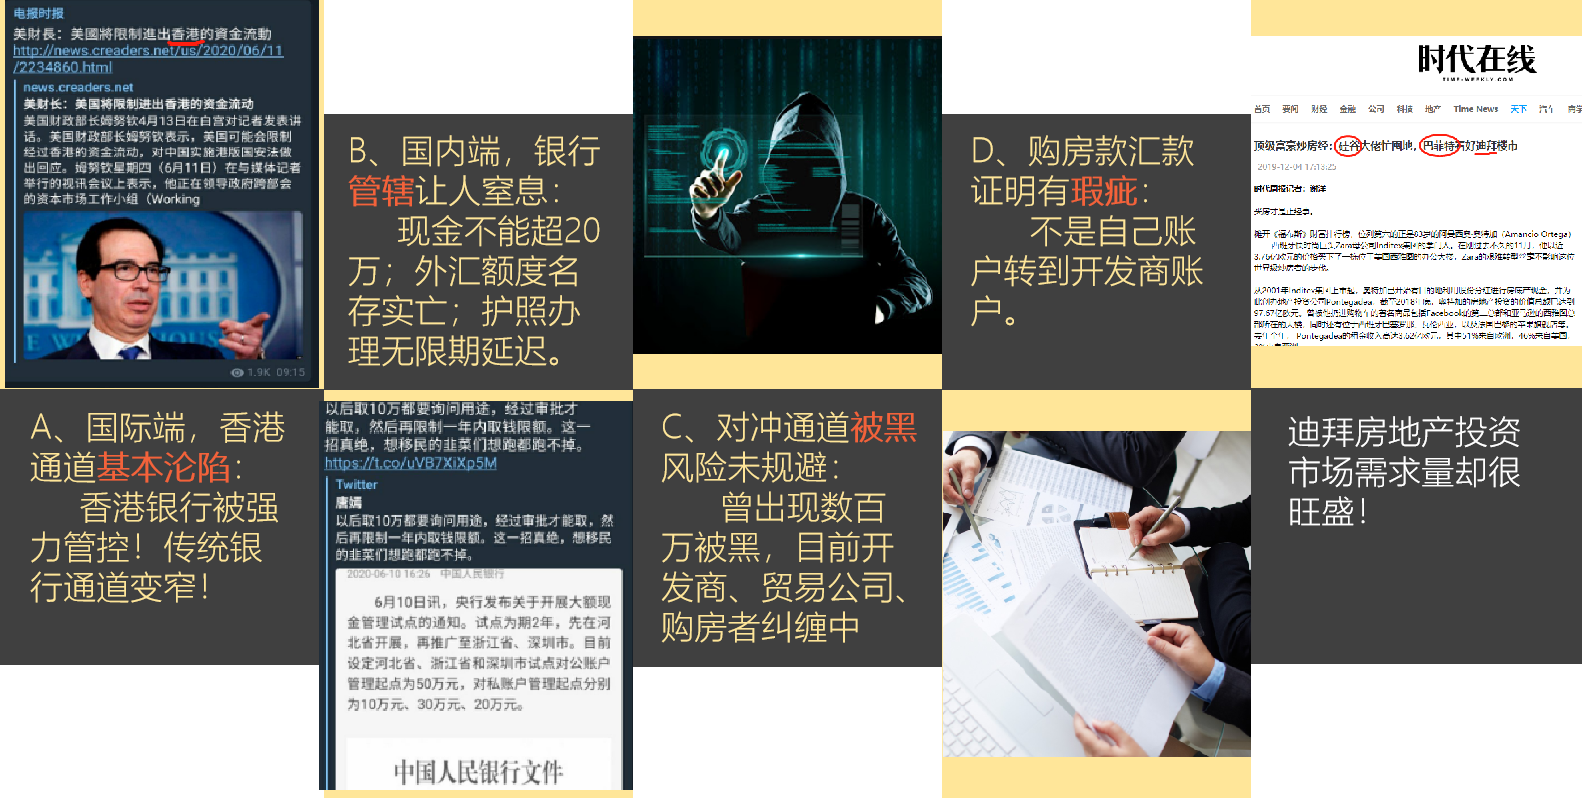 电报时报
美財長：美國將限制進出香港的資金流動
http://news.creaders.net/us/2020/06/11
/2234860.html
news.creaders.net
美财长：美国将限制进出香港的资金流动
美国财政部长姆努钦4月13日在白宫对记者发表讲
话。美国财政部长姆努钦表示，美国可能会限制
经过香港的资金流动，对中国实施港版国安法做
出回应。姆努钦星期四（6月11日）在与媒体记者
举行的视讯会议上表示，他正在领导政府跨部会
的资本市场工作小组（Working
1.9K 09:15
A、国际端，香港
通道基本沦陷：
香港银行被强
力管控！传统银
行通道变窄！
B、国内端，银行
管辖让人窒息：
现金不能超20
万；外汇额度名
存实亡；护照办
理无限期延迟。
以后取10万都要询问用途，经过审批才
能取，然后再限制一年内取钱限额。这一
招真绝，想移民的韭菜们想跑都跑不掉。
https://t.co/uVB7XiXp5M
Twitter
唐嫣
以后取10万都要询问用途，经过审批才能取，然
后再限制一年内取钱限额。这一招真绝，想移民
的韭菜们想跑都跑不掉。
2020-06-10 16:26 中国人民银行
6月10日讯，央行发布关于开展大额现
金管理试点的通知。试点为期2年，先在河
北省开展，再推广至浙江省、深圳市。目前
设定河北省、浙江省和深圳市试点对公账户
管理起点为50万元，对私账户管理起点分别
为10万元、30万元、20万元。
中国人民银行文件
C、对冲通道被黑
风险未规避：
曾出现数百
万被黑，目前开
发商、贸易公司、
购房者纠缠中
D、购房款汇款
证明有瑕疵：
不是自己账
户转到开发商账
户。
时代在线
TIME-WEEKLY.COM
首页 要闻 财经 金融 公司 科技 地产 Time News 天下 汽车
顶级富豪炒房经：硅谷大佬忙圈地，巴菲特有好迪拜楼市
2019-12-04 17:13:25
迪拜房地产投资
市场需求量却很
旺盛！